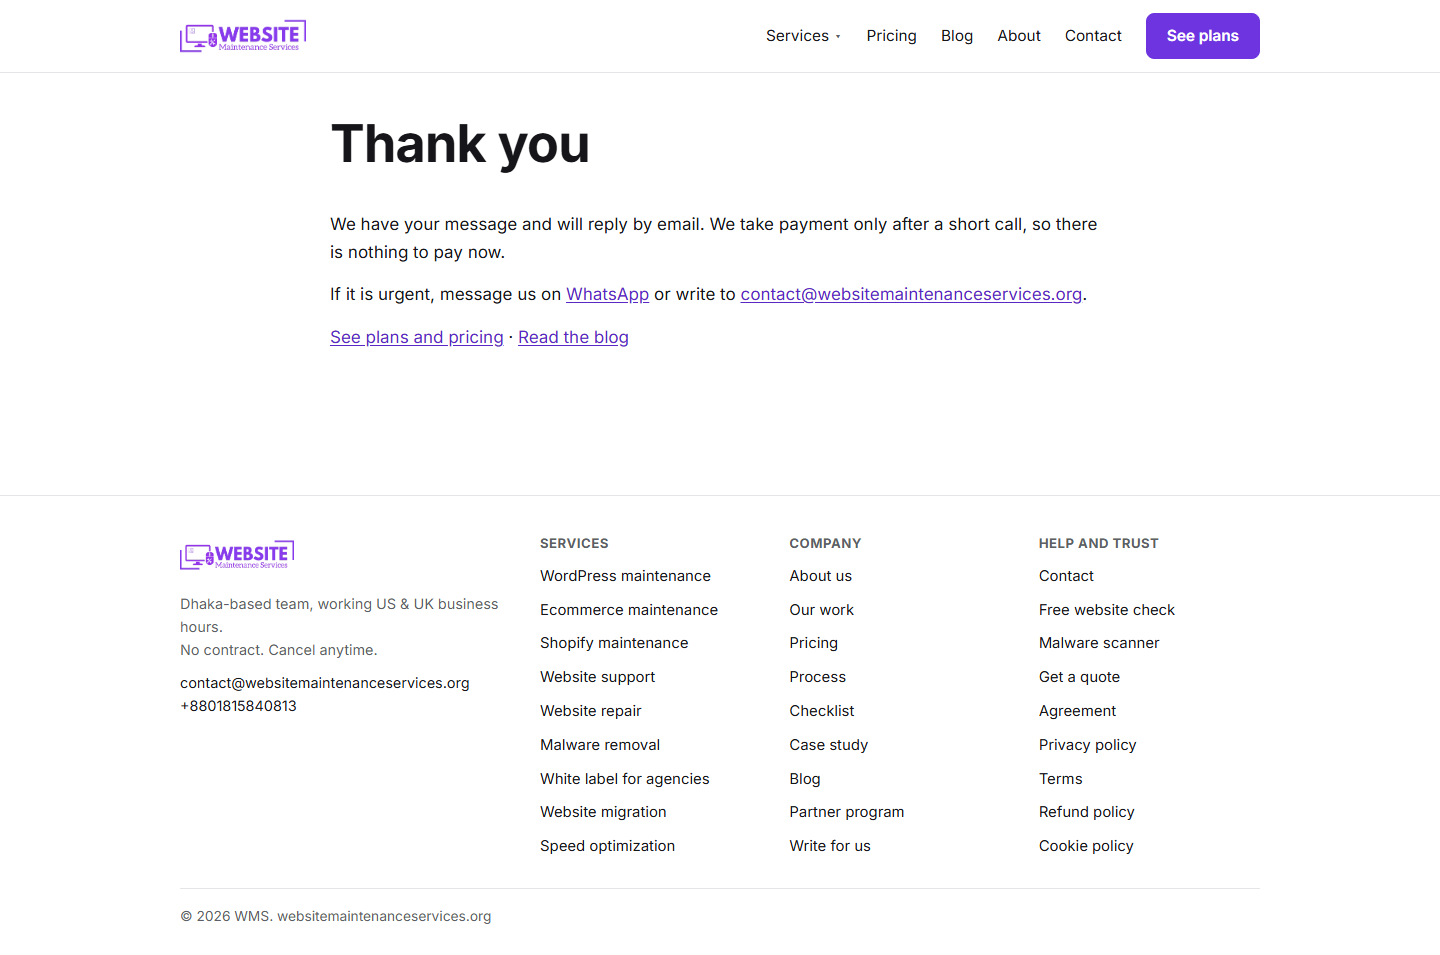 WEBSITE
Maintenance Services
Services
Pricing
Blog
About
Contact
See plans
Thank you
We have your message and will reply by email. We take payment only after a short call, so there
is nothing to pay now.
If it is urgent, message us on WhatsApp or write to contact@websitemaintenanceservices.org.
See plans and pricing · Read the blog
WEBSITE
Maintenance Services
Dhaka-based team, working US & UK business
hours.
No contract. Cancel anytime.
contact@websitemaintenanceservices.org
+8801815840813
SERVICES
WordPress maintenance
Ecommerce maintenance
Shopify maintenance
Website support
Website repair
Malware removal
White label for agencies
Website migration
Speed optimization
COMPANY
About us
Our work
Pricing
Process
Checklist
Case study
Blog
Partner program
Write for us
HELP AND TRUST
Contact
Free website check
Malware scanner
Get a quote
Agreement
Privacy policy
Terms
Refund policy
Cookie policy
© 2026 WMS. websitemaintenanceservices.org